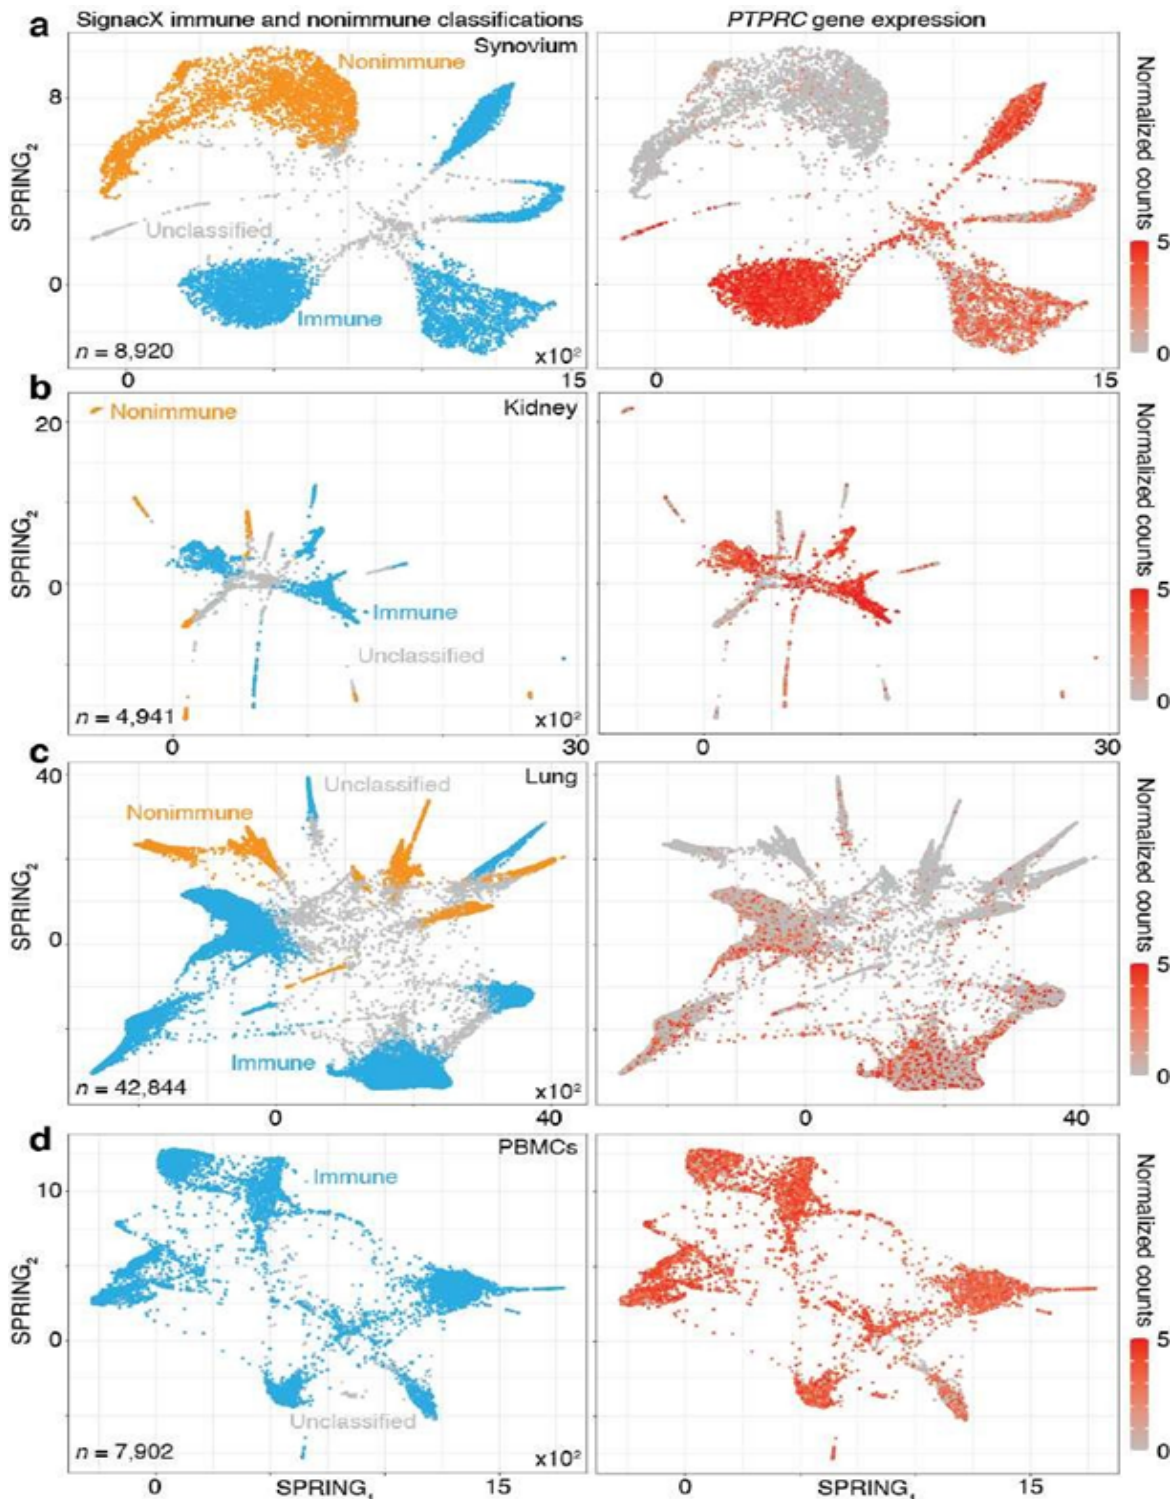 a SignacX immune and nonimmune classifications PTPRC gene expression
Synovium
Nonimmune
8
SPRING2
Unclassified
0
Immune
n = 8,920 x10²
0 15 0 15
Normalized counts
5
0
b
Nonimmune Kidney
20
SPRING2
0
Immune
Unclassified
n = 4,941 x10²
0 30 0 30
Normalized counts
5
0
c
40 Unclassified Lung
Nonimmune
SPRING2
0
Immune
n = 42,844 x10²
0 40 0 40
Normalized counts
5
0
d PBMCs
Immune
10
SPRING2
0
Unclassified
n = 7,902 x10²
0 15 0 15
SPRING1 SPRING1
Normalized counts
5
0